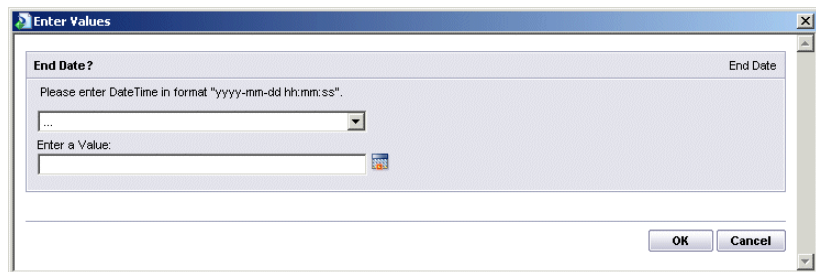 Enter Values
End Date?
End Date
Please enter DateTime in format "yyyy-mm-dd hh:mm:ss".
...
Enter a Value:
OK
Cancel